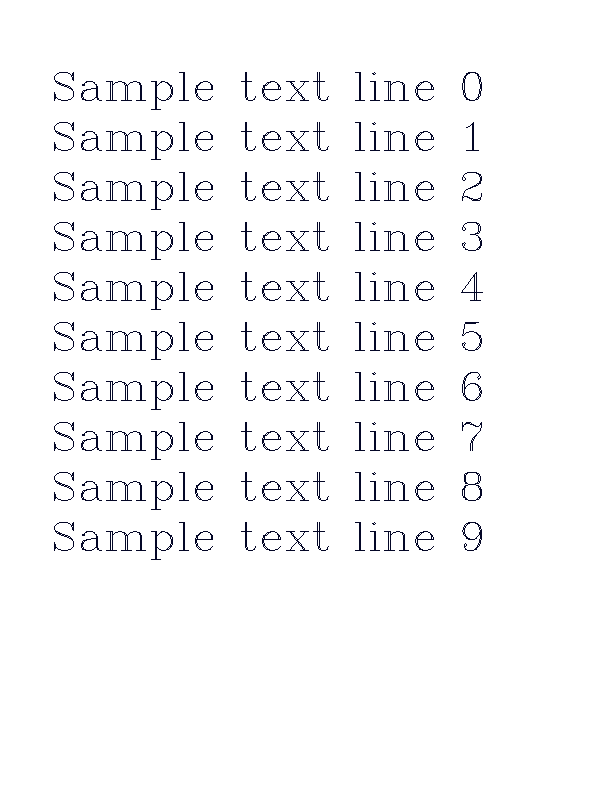 Sample text line 0
Sample text line 1
Sample text line 2
Sample text line 3
Sample text line 4
Sample text line 5
Sample text line 6
Sample text line 7
Sample text line 8
Sample text line 9